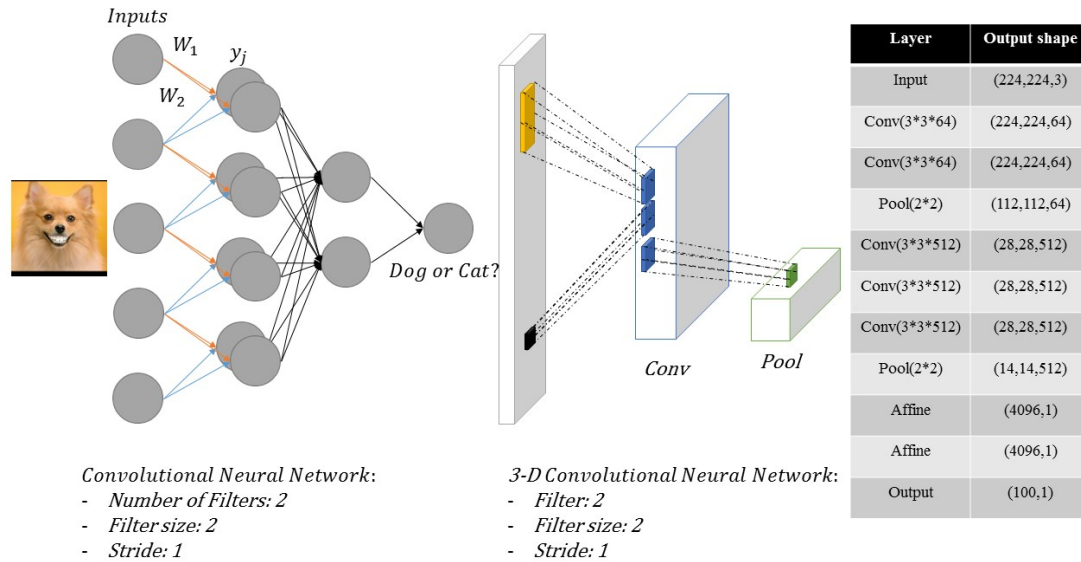 Inputs
W1
yj
W2
Dog or Cat?
Convolutional Neural Network:
- Number of Filters: 2
- Filter size: 2
- Stride: 1
Conv
Pool
3-D Convolutional Neural Network:
- Filter: 2
- Filter size: 2
- Stride: 1
Layer Output shape
Input (224,224,3)
Conv(3*3*64) (224,224,64)
Conv(3*3*64) (224,224,64)
Pool(2*2) (112,112,64)
Conv(3*3*512) (28,28,512)
Conv(3*3*512) (28,28,512)
Conv(3*3*512) (28,28,512)
Pool(2*2) (14,14,512)
Affine (4096,1)
Affine (4096,1)
Output (100,1)